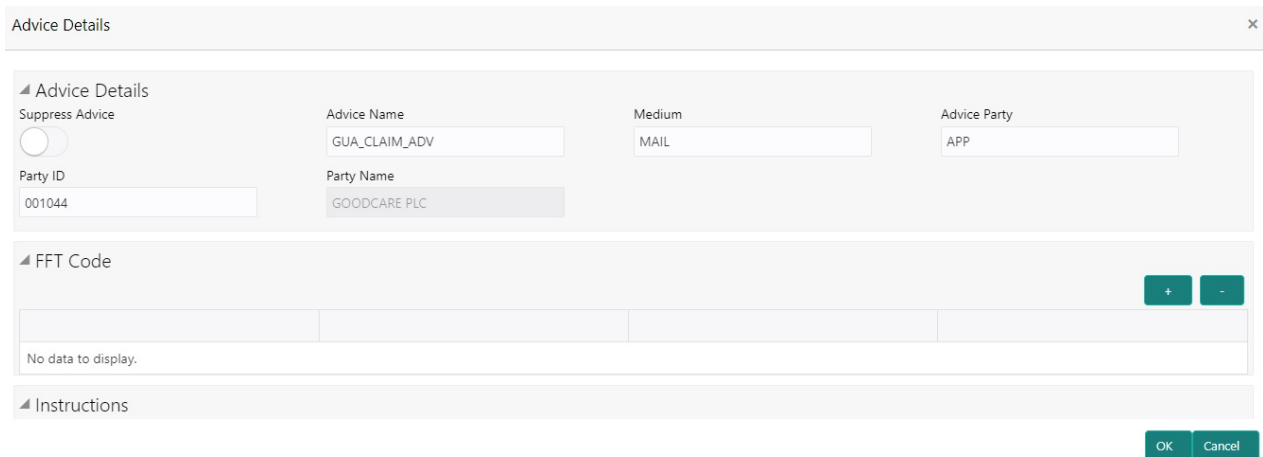 Advice Details ×
Advice Details
Suppress Advice Advice Name Medium Advice Party
GUA_CLAIM_ADV MAIL APP
Party ID Party Name
001044 GOODCARE PLC
FFT Code
+ -
No data to display.
Instructions
OK Cancel